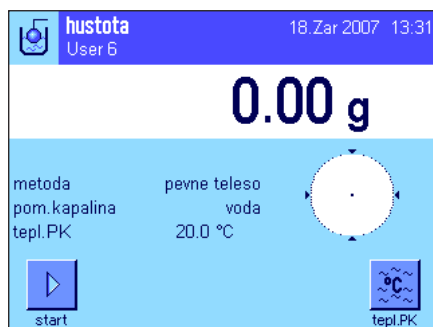 hustota 18.Zar 2007 13:31
User 6
0.00 g
metoda pevne teleso
pom.kapalina voda
tepl.PK 20.0 °C
°C
start tepl.PK